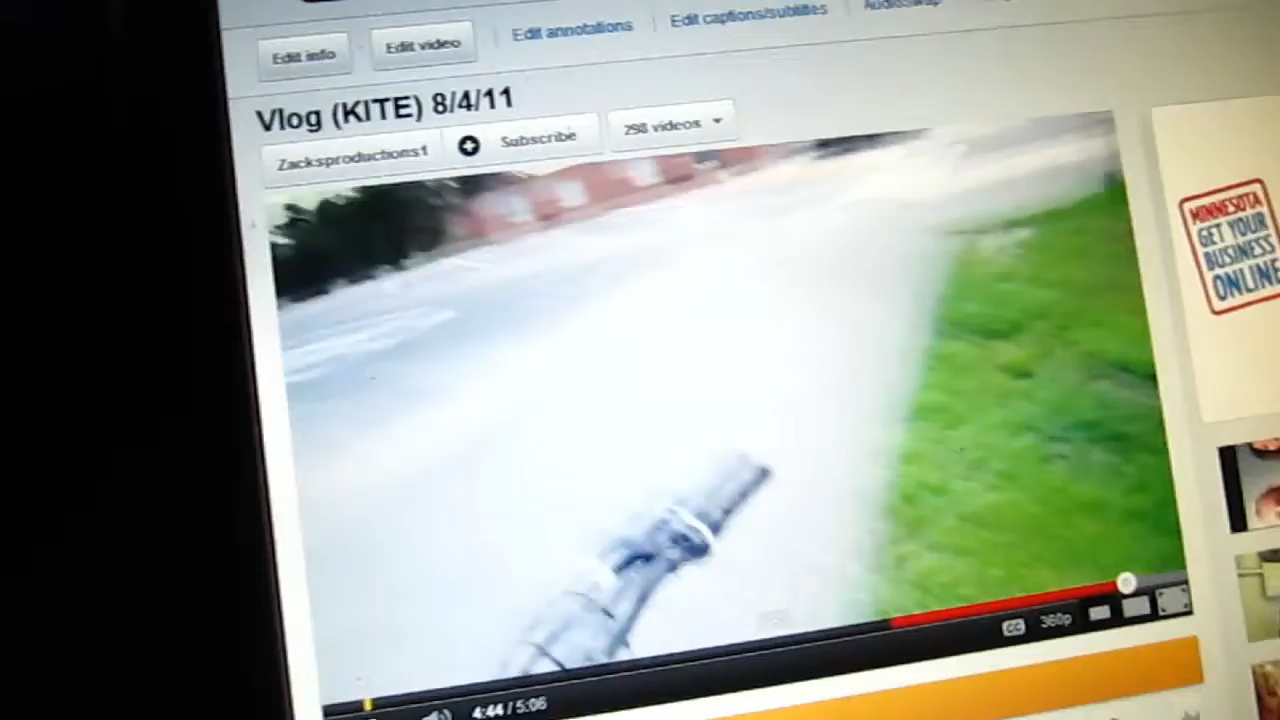 Edit info Edit video Edit annotations Edit captions/subtitles AudioSwap
Vlog (KITE) 8/4/11
Zacksproductions1 Subscribe 298 videos
MINNESOTA
GET YOUR
BUSINESS
ONLINE
CC 360p
4:44 / 5:06